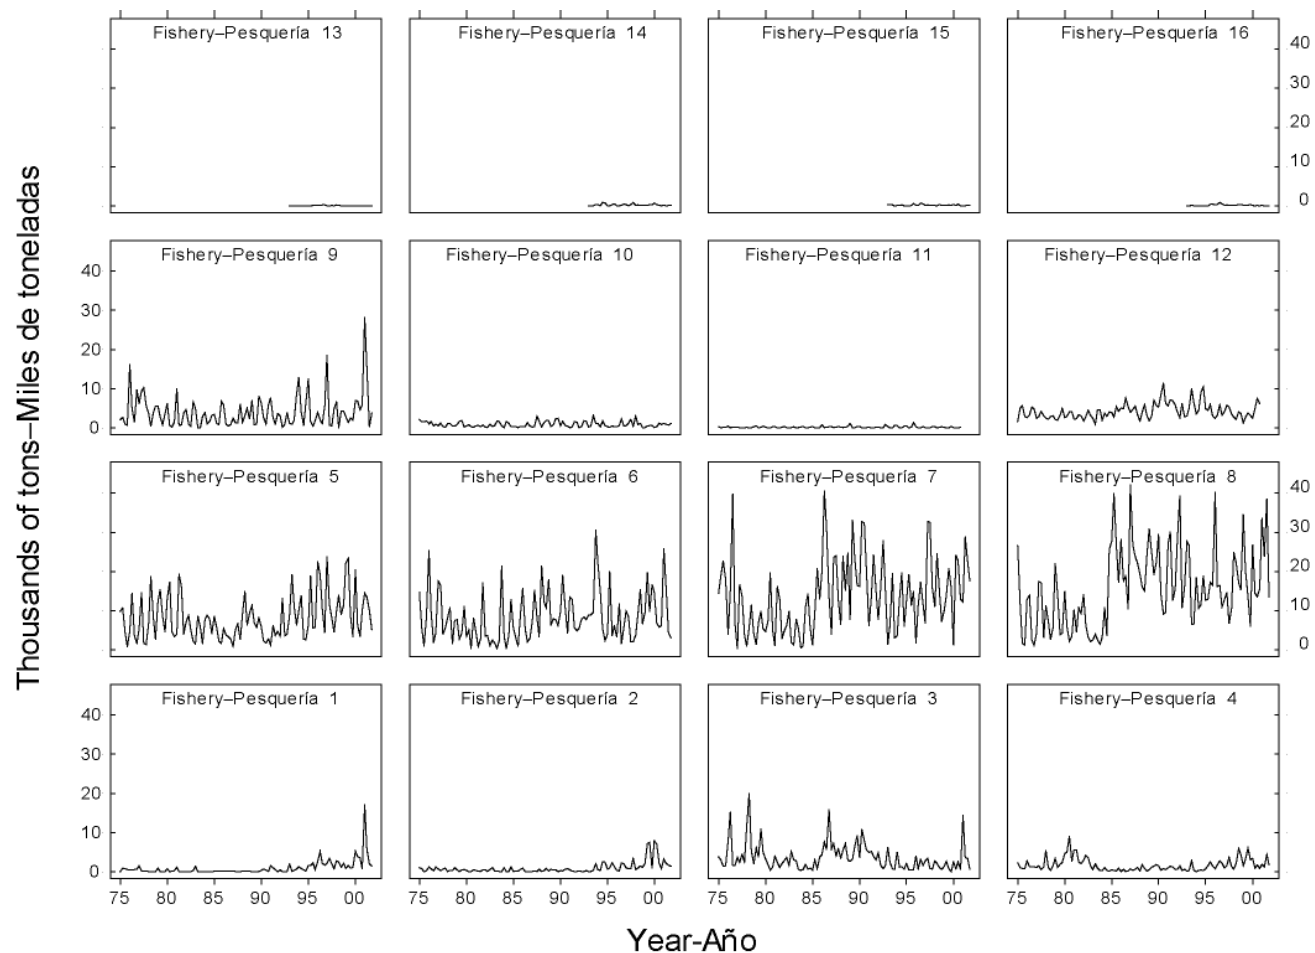 Fishery–Pesquería 13
Fishery–Pesquería 14
Fishery–Pesquería 15
Fishery–Pesquería 16
40
30
20
10
0
Fishery–Pesquería 9
Fishery–Pesquería 10
Fishery–Pesquería 11
Fishery–Pesquería 12
40
30
20
10
0
Fishery–Pesquería 5
Fishery–Pesquería 6
Fishery–Pesquería 7
Fishery–Pesquería 8
40
30
20
10
0
Fishery–Pesquería 1
Fishery–Pesquería 2
Fishery–Pesquería 3
Fishery–Pesquería 4
40
30
20
10
0
75 80 85 90 95 00
75 80 85 90 95 00
75 80 85 90 95 00
75 80 85 90 95 00
Thousands of tons–Miles de toneladas
Year-Año